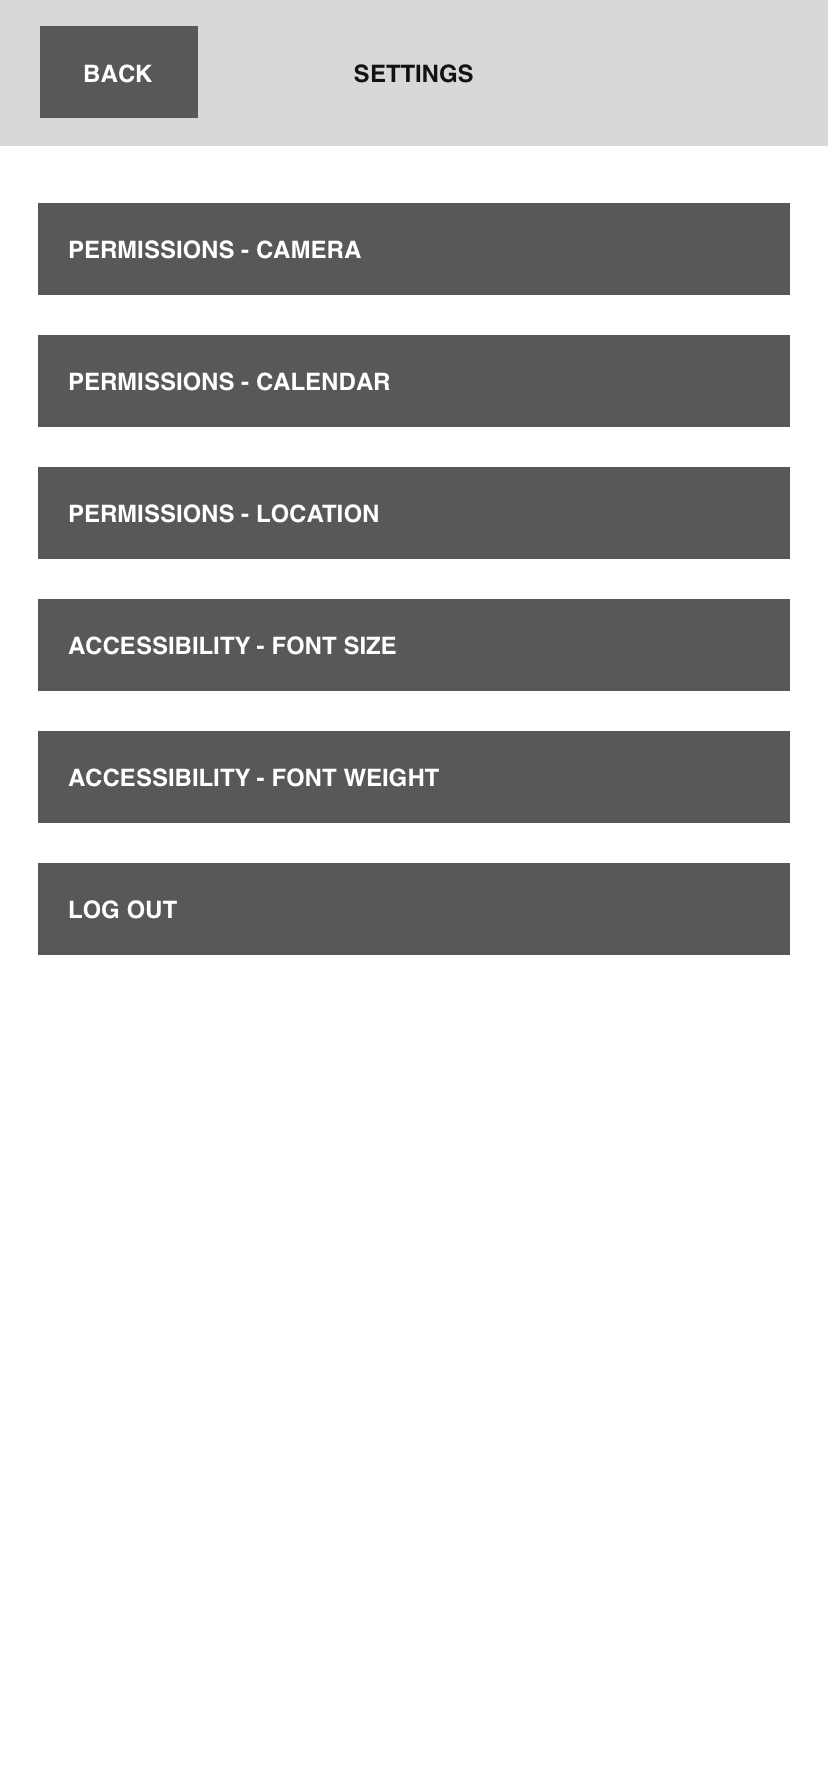 BACK
SETTINGS
PERMISSIONS - CAMERA
PERMISSIONS - CALENDAR
PERMISSIONS - LOCATION
ACCESSIBILITY - FONT SIZE
ACCESSIBILITY - FONT WEIGHT
LOG OUT